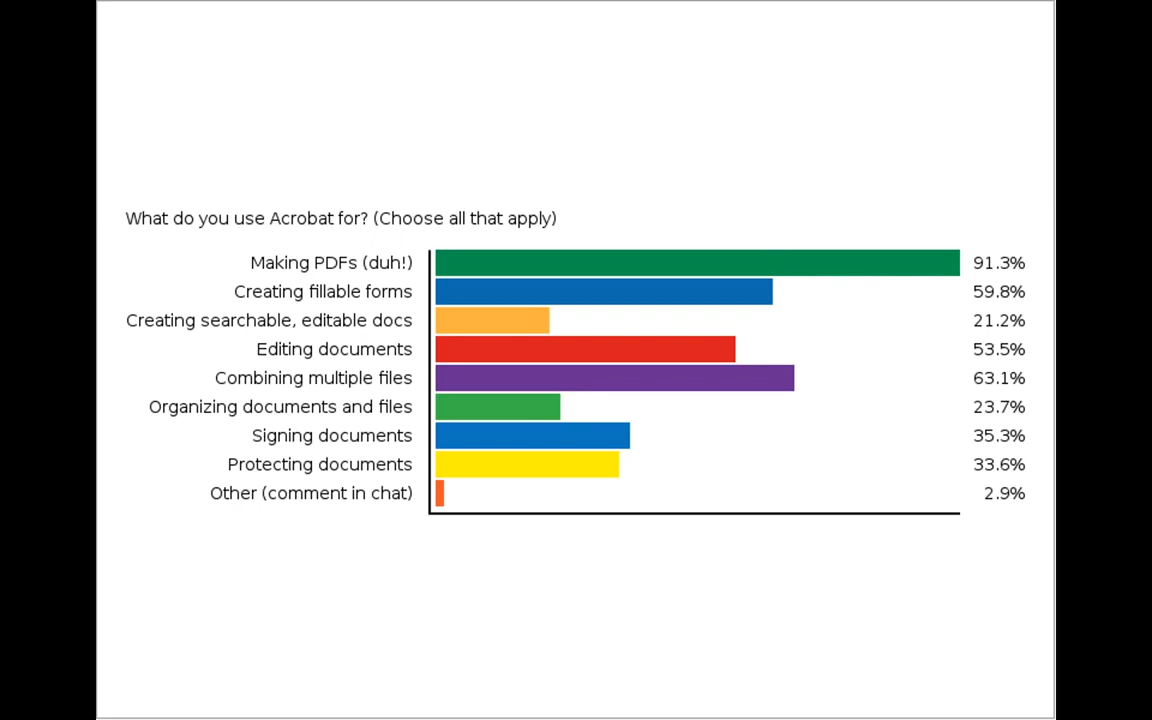 What do you use Acrobat for? (Choose all that apply)
Making PDFs (duh!) 91.3%
Creating fillable forms 59.8%
Creating searchable, editable docs 21.2%
Editing documents 53.5%
Combining multiple files 63.1%
Organizing documents and files 23.7%
Signing documents 35.3%
Protecting documents 33.6%
Other (comment in chat) 2.9%